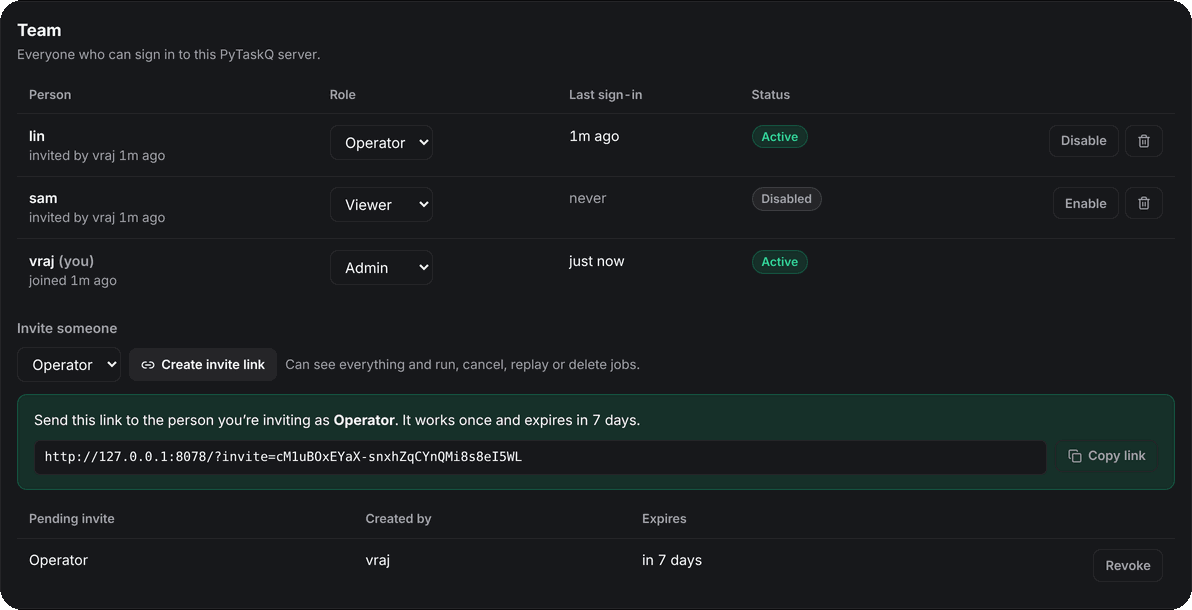 Team
Everyone who can sign in to this PyTaskQ server.
Person Role Last sign-in Status
lin
invited by vraj 1m ago
Operator
1m ago
Active
Disable
sam
invited by vraj 1m ago
Viewer
never
Disabled
Enable
vraj (you)
joined 1m ago
Admin
just now
Active
Invite someone
Operator Create invite link Can see everything and run, cancel, replay or delete jobs.
Send this link to the person you’re inviting as Operator. It works once and expires in 7 days.
http://127.0.0.1:8078/?invite=cM1uBOxEYaX-snxhZqCYnQMi8s8eI5WL Copy link
Pending invite Created by Expires
Operator vraj in 7 days Revoke